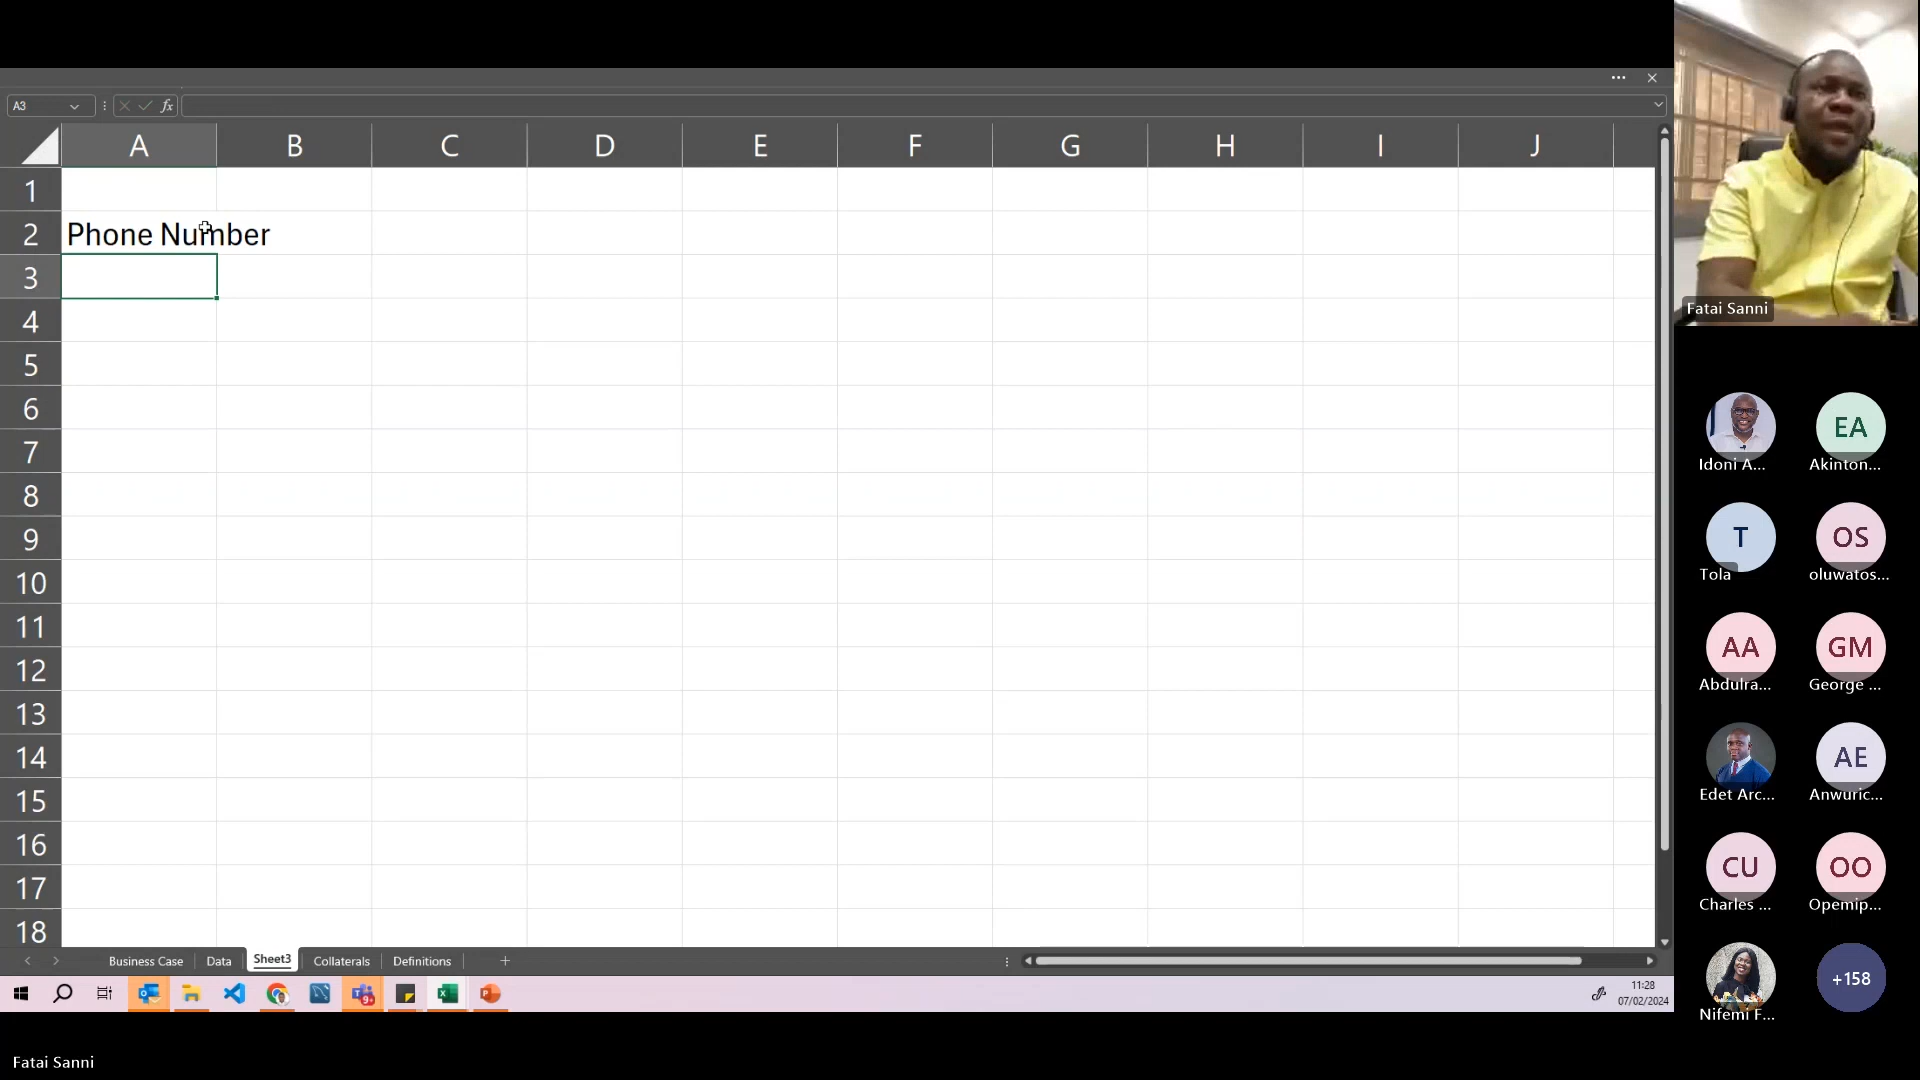 A3
fx
A B C D E F G H I J
1
2 Phone Number
3
4
5
6
7
8
9
10
11
12
13
14
15
16
17
18
Business Case Data Sheet3 Collaterals Definitions
9+
11:28
07/02/2024
Fatai Sanni
Idoni A...
EA
Akinton...
T
Tola
OS
oluwatos...
AA
Abdulra...
GM
George ...
Edet Arc...
AE
Anwuric...
CU
Charles ...
OO
Opemip...
Nifemi F...
+158
Fatai Sanni